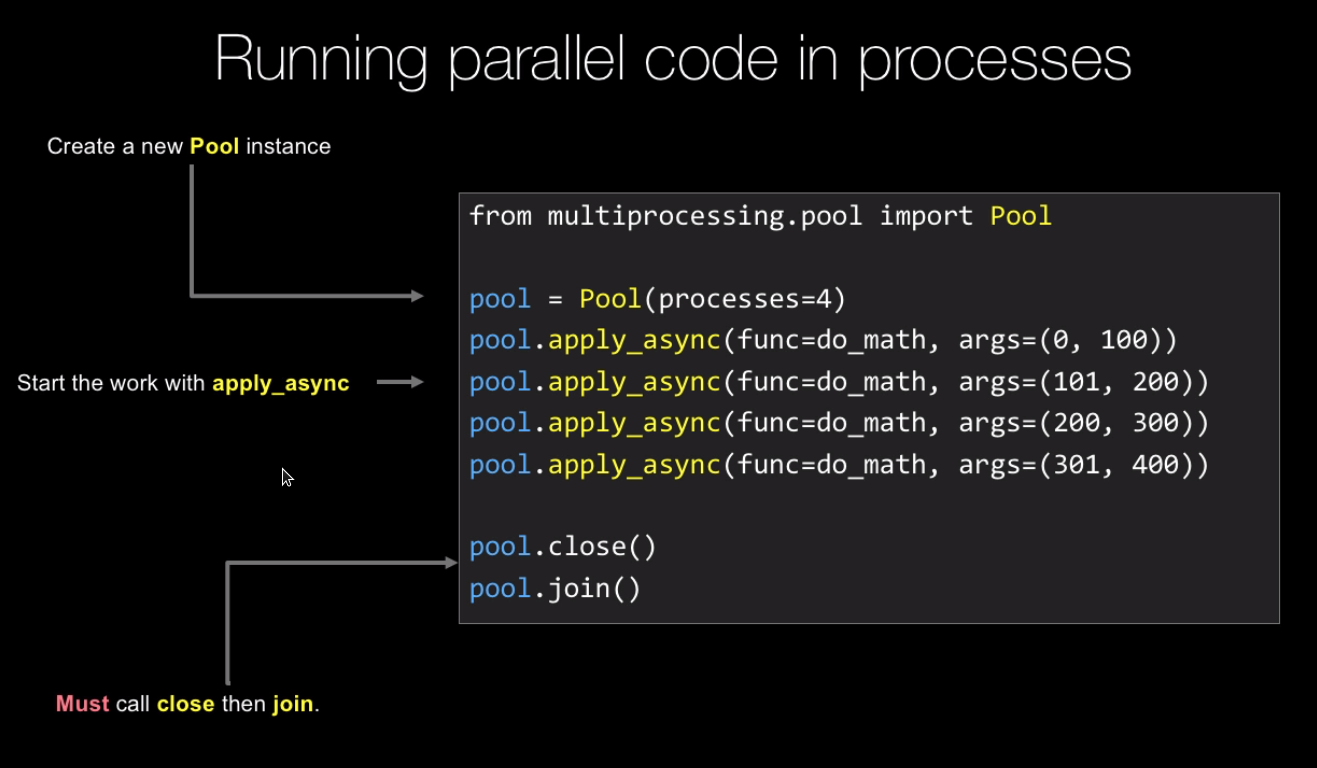 Running parallel code in processes
Create a new Pool instance
from multiprocessing.pool import Pool
pool = Pool(processes=4)
pool.apply_async(func=do_math, args=(0, 100))
Start the work with apply_async
pool.apply_async(func=do_math, args=(101, 200))
pool.apply_async(func=do_math, args=(200, 300))
pool.apply_async(func=do_math, args=(301, 400))
pool.close()
pool.join()
Must call close then join.